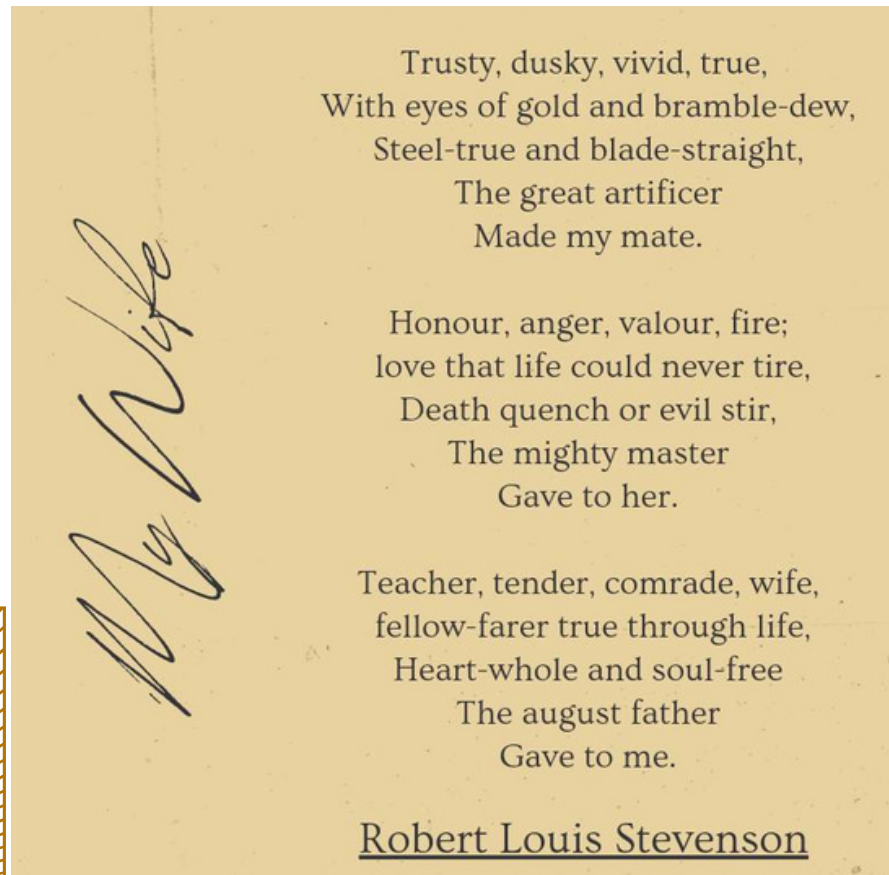 My Wife
Trusty, dusky, vivid, true,
With eyes of gold and bramble-dew,
Steel-true and blade-straight,
The great artificer
Made my mate.
Honour, anger, valour, fire;
love that life could never tire,
Death quench or evil stir,
The mighty master
Gave to her.
Teacher, tender, comrade, wife,
fellow-farer true through life,
Heart-whole and soul-free
The august father
Gave to me.
Robert Louis Stevenson